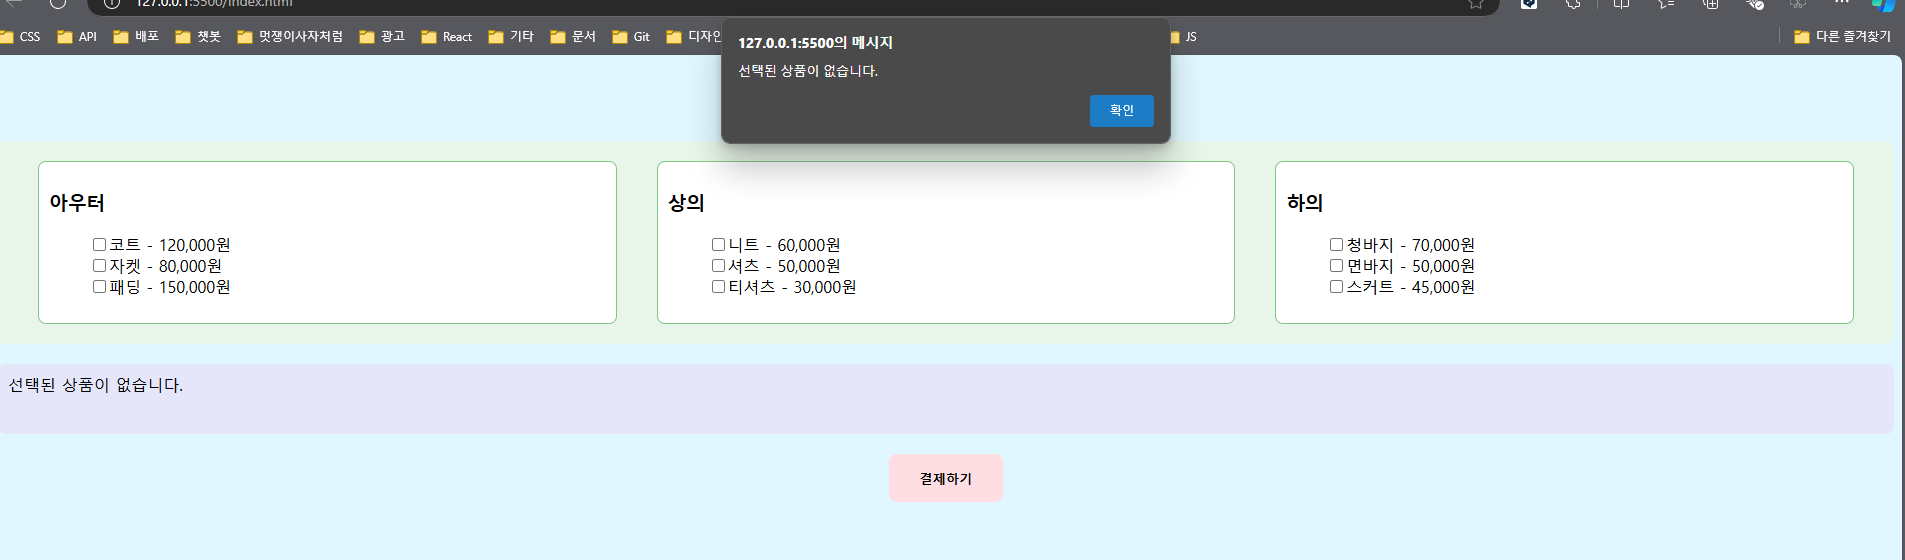 127.0.0.1:5500/index.html
CSS API 배포 챗봇 멋쟁이사자처럼 광고 React 기타 문서 Git 디자인 JS 다른 즐겨찾기
127.0.0.1:5500의 메시지
선택된 상품이 없습니다.
확인
아우터
코트 - 120,000원
자켓 - 80,000원
패딩 - 150,000원
상의
니트 - 60,000원
셔츠 - 50,000원
티셔츠 - 30,000원
하의
청바지 - 70,000원
면바지 - 50,000원
스커트 - 45,000원
선택된 상품이 없습니다.
결제하기